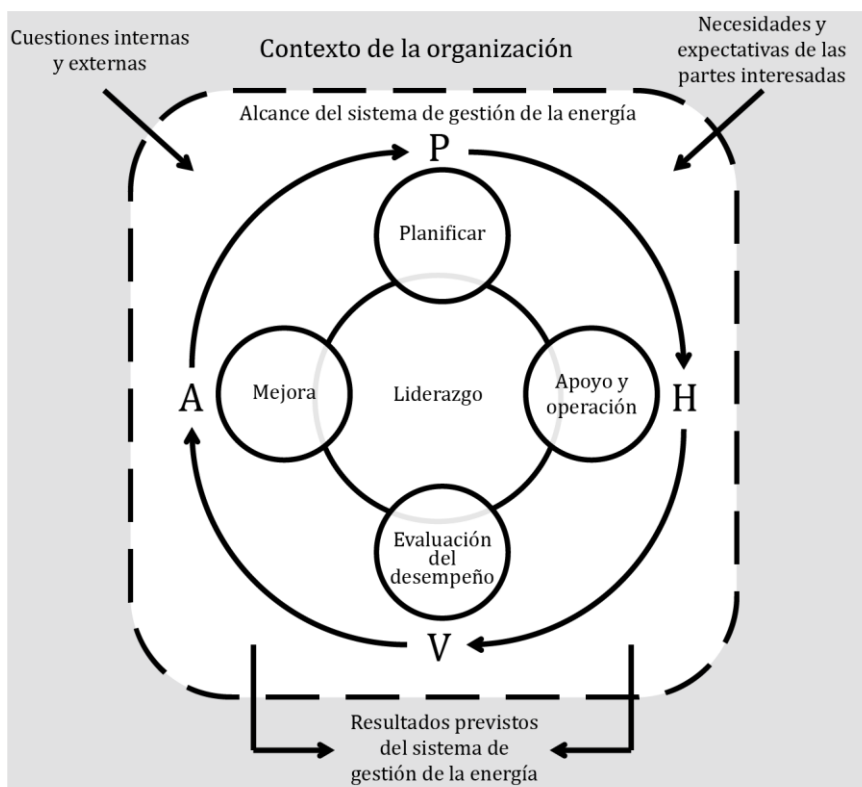 Cuestiones internas
y externas
Contexto de la organización
Necesidades y
expectativas de las
partes interesadas
Alcance del sistema de gestión de la energía
P
Planificar
A
Mejora
Liderazgo
Apoyo y
operación
H
Evaluación
del
desempeño
V
Resultados previstos
del sistema de
gestión de la energía